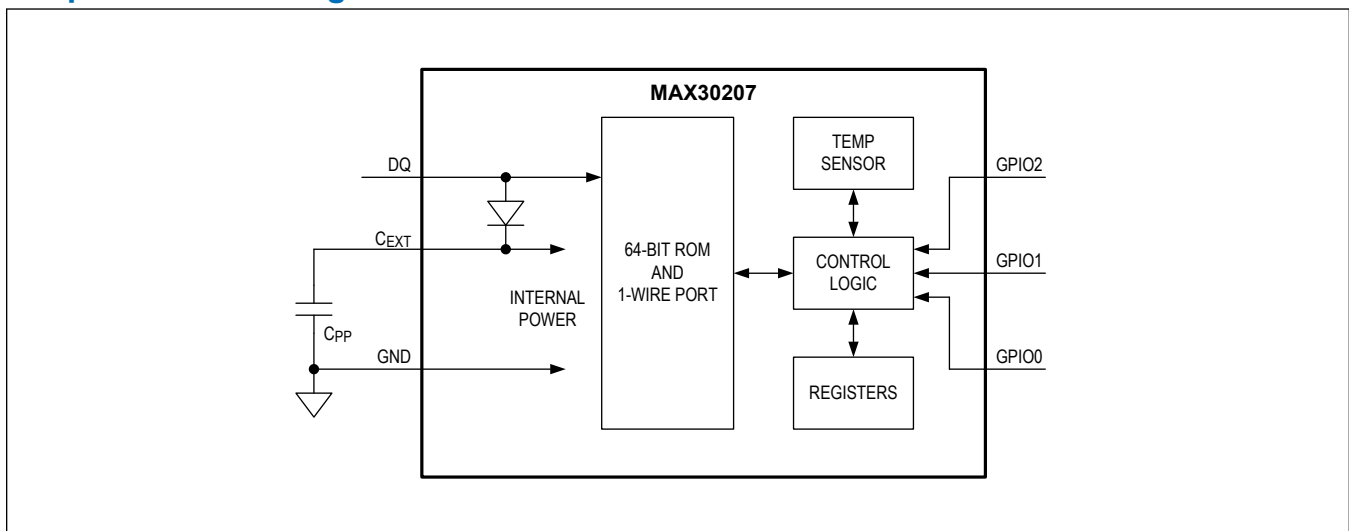 MAX30207
TEMP
SENSOR
DQ
GPIO2
CEXT
64-BIT ROM
AND
1-WIRE PORT
CONTROL
LOGIC
GPIO1
INTERNAL
POWER
CPP
GND
GPIO0
REGISTERS